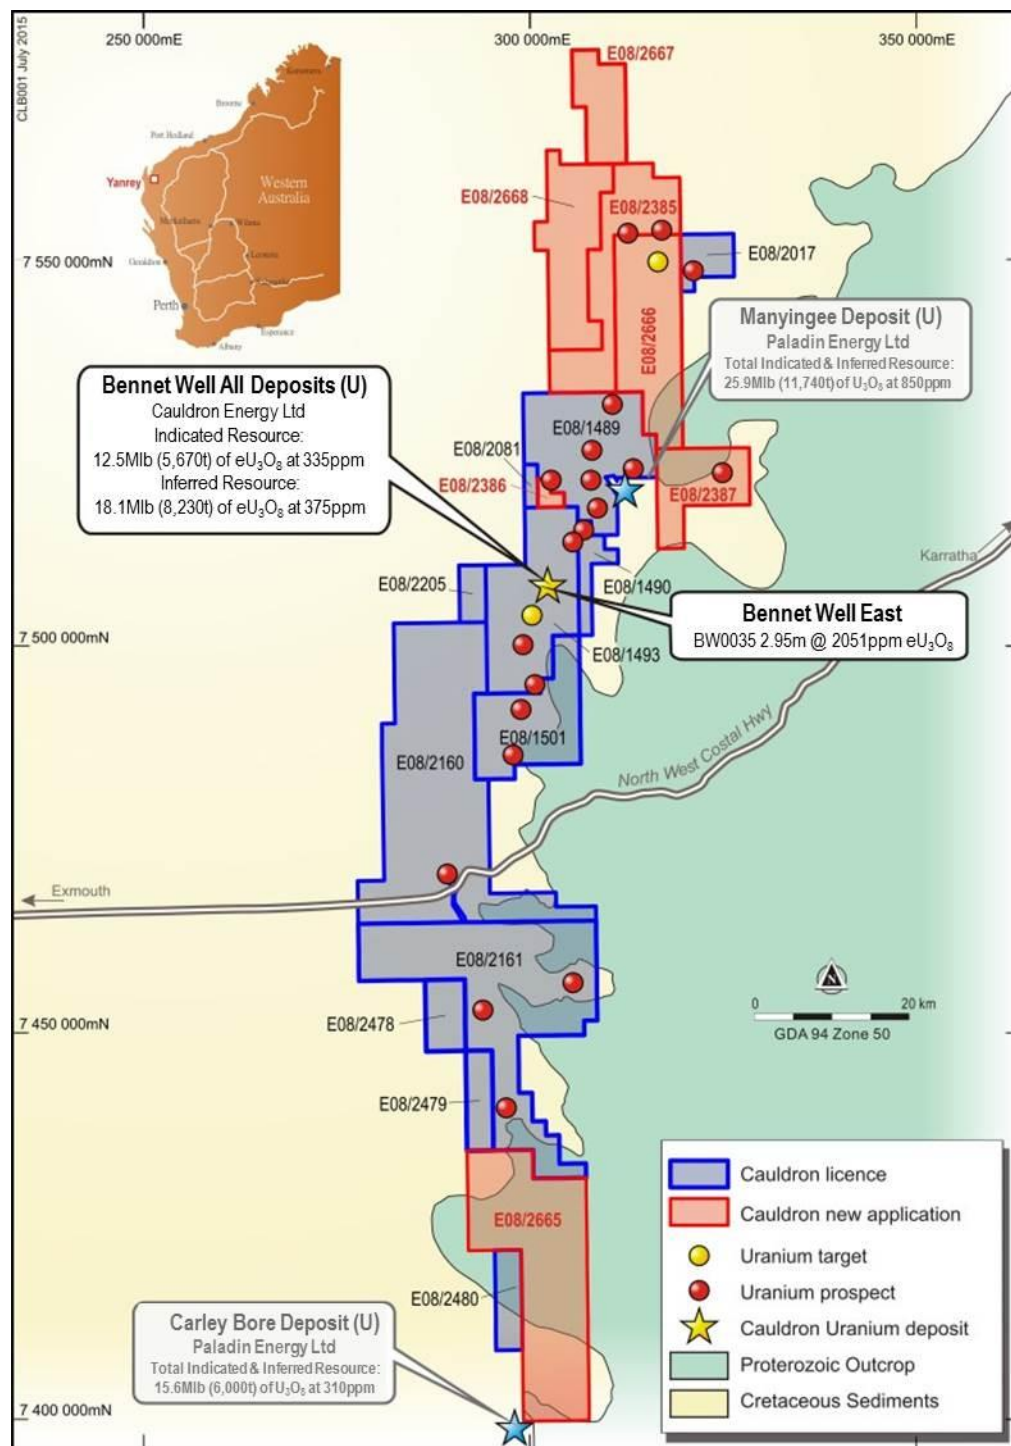 CLB001 July 2015
250 000mE
300 000mE
350 000mE
E08/2667
Broome
Port Hedland
Yanrey
Western
Australia
Wiluna
Geraldton
Perth
Esperance
Albany
E08/2668
E08/2385
E08/2017
7 550 000mN
E08/2666
Manyingee Deposit (U)
Paladin Energy Ltd
Total Indicated & Inferred Resource:
25.9Mlb (11,740t) of U₃O₈ at 850ppm
Bennet Well All Deposits (U)
Cauldron Energy Ltd
Indicated Resource:
12.5Mlb (5,670t) of eU₃O₈ at 335ppm
Inferred Resource:
18.1Mlb (8,230t) of eU₃O₈ at 375ppm
E08/1489
E08/2081
E08/2386
E08/2387
Karratha
E08/2205
E08/1490
Bennet Well East
BW0035 2.95m @ 2051ppm eU₃O₈
7 500 000mN
E08/1493
E08/1501
E08/2160
North West Costal Hwy
Exmouth
E08/2161
0
20 km
GDA 94 Zone 50
N
E08/2478
7 450 000mN
E08/2479
E08/2665
E08/2480
Carley Bore Deposit (U)
Paladin Energy Ltd
Total Indicated & Inferred Resource:
15.6Mlb (6,000t) of U₃O₈ at 310ppm
7 400 000mN
Cauldron licence
Cauldron new application
Uranium target
Uranium prospect
Cauldron Uranium deposit
Proterozoic Outcrop
Cretaceous Sediments